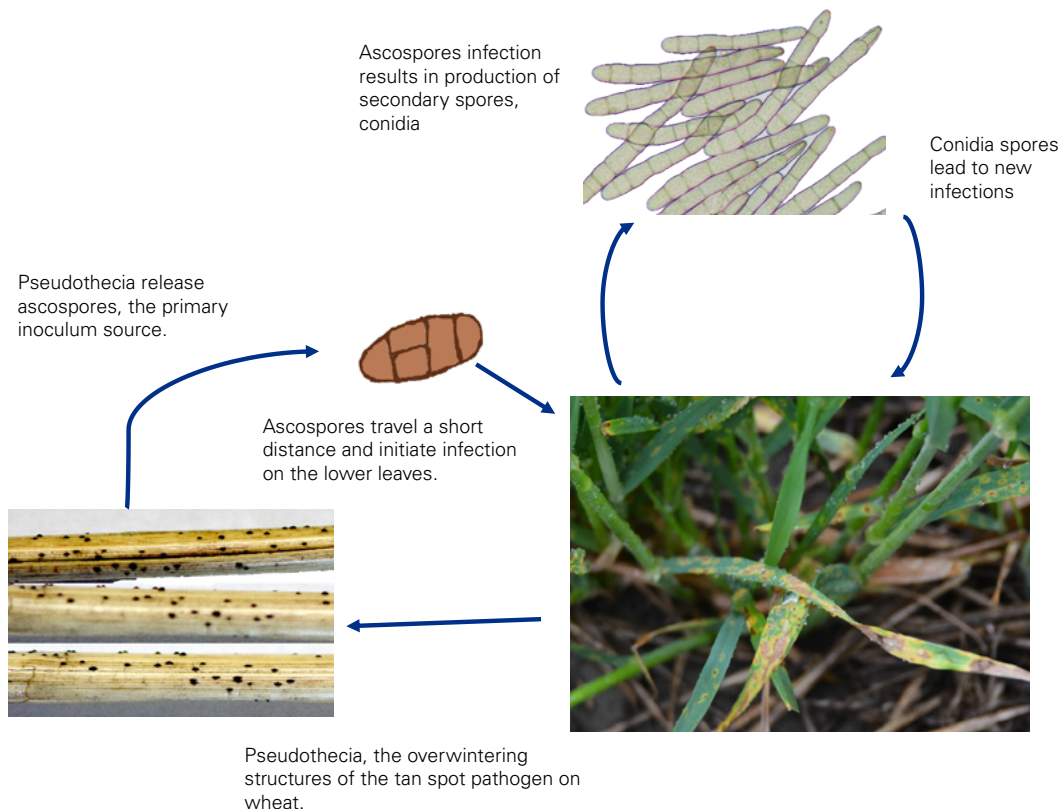 Ascospores infection
results in production of
secondary spores,
conidia
Conidia spores
lead to new
infections
Pseudothecia release
ascospores, the primary
inoculum source.
Ascospores travel a short
distance and initiate infection
on the lower leaves.
Pseudothecia, the overwintering
structures of the tan spot pathogen on
wheat.